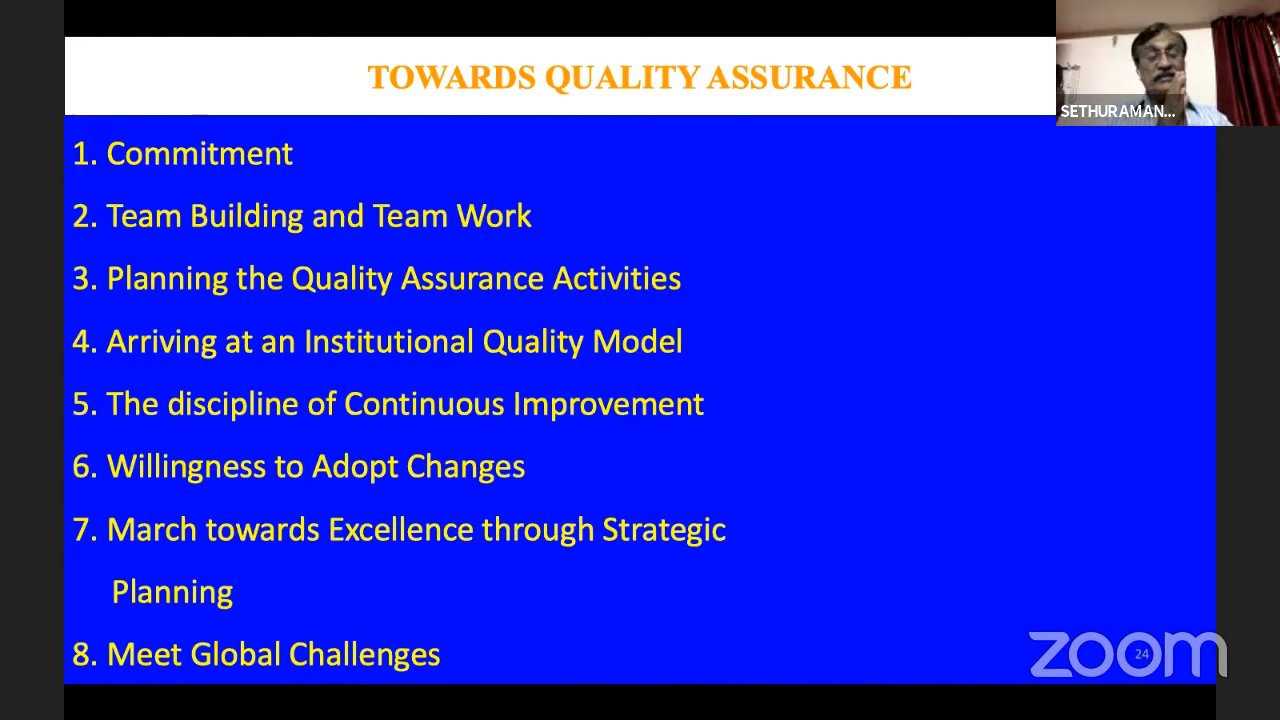 TOWARDS QUALITY ASSURANCE
SETHURAMAN...
1. Commitment
2. Team Building and Team Work
3. Planning the Quality Assurance Activities
4. Arriving at an Institutional Quality Model
5. The discipline of Continuous Improvement
6. Willingness to Adopt Changes
7. March towards Excellence through Strategic
Planning
8. Meet Global Challenges
zoom
24